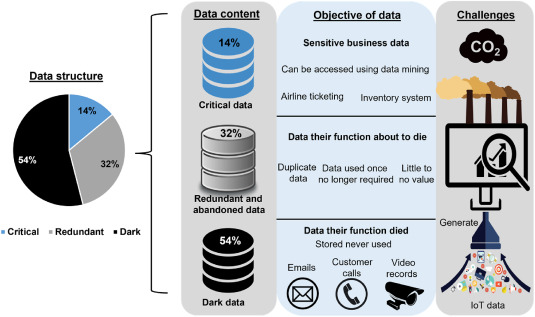 Data structure
14%
32%
54%
Critical
Redundant
Dark
Data content
14%
Critical data
32%
Redundant and
abandoned data
54%
Dark data
Objective of data
Sensitive business data
Can be accessed using data mining
Airline ticketing
Inventory system
Data their function about to die
Duplicate
data
Data used once
no longer required
Little to
no value
Data their function died
Stored never used
Emails
Customer
calls
Video
records
Challenges
CO2
Generate
IoT data